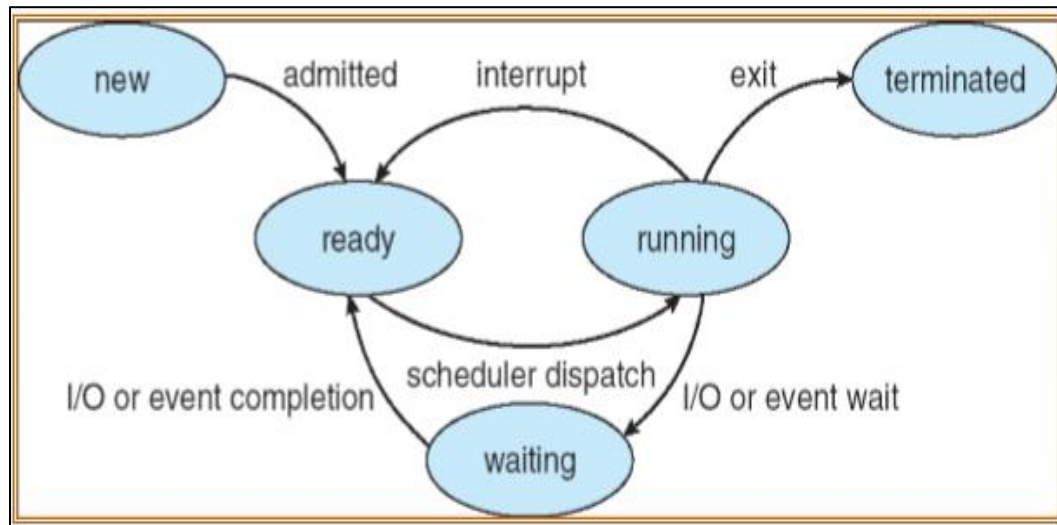 new
admitted
interrupt
exit
terminated
ready
running
scheduler dispatch
I/O or event completion
I/O or event wait
waiting